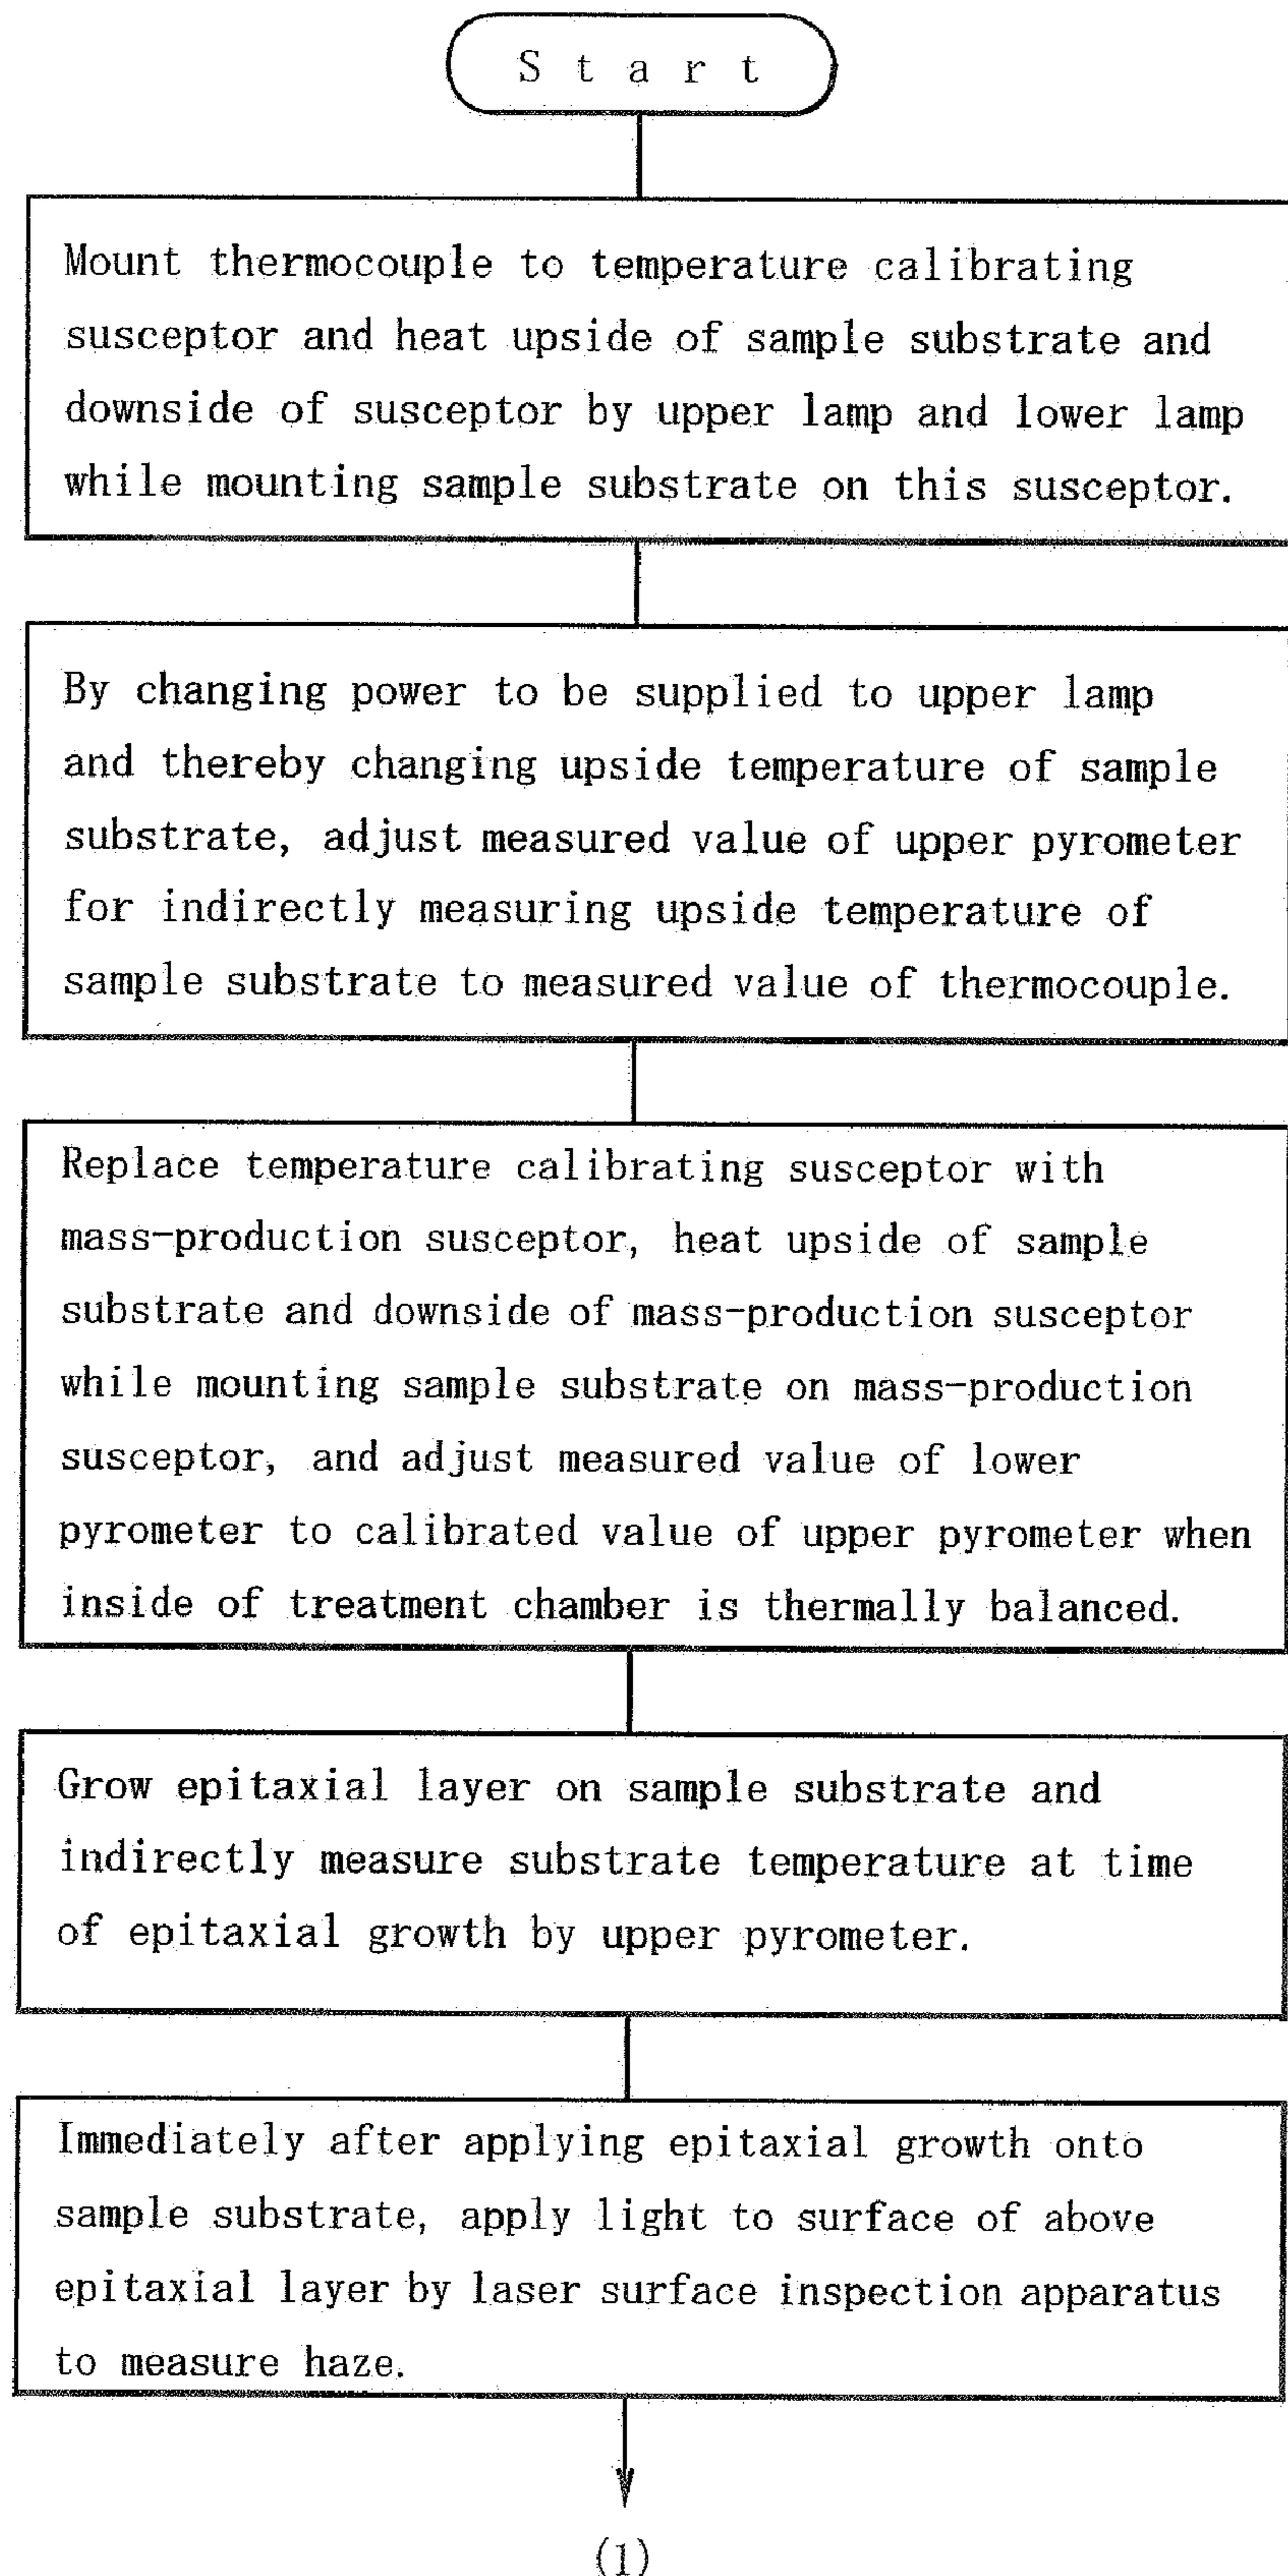 Start
Mount thermocouple to temperature calibrating
susceptor and heat upside of sample substrate and
downside of susceptor by upper lamp and lower lamp
while mounting sample substrate on this susceptor.
By changing power to be supplied to upper lamp
and thereby changing upside temperature of sample
substrate, adjust measured value of upper pyrometer
for indirectly measuring upside temperature of
sample substrate to measured value of thermocouple.
Replace temperature calibrating susceptor with
mass-production susceptor, heat upside of sample
substrate and downside of mass-production susceptor
while mounting sample substrate on mass-production
susceptor, and adjust measured value of lower
pyrometer to calibrated value of upper pyrometer when
inside of treatment chamber is thermally balanced.
Grow epitaxial layer on sample substrate and
indirectly measure substrate temperature at time
of epitaxial growth by upper pyrometer.
Immediately after applying epitaxial growth onto
sample substrate, apply light to surface of above
epitaxial layer by laser surface inspection apparatus
to measure haze.
(1)